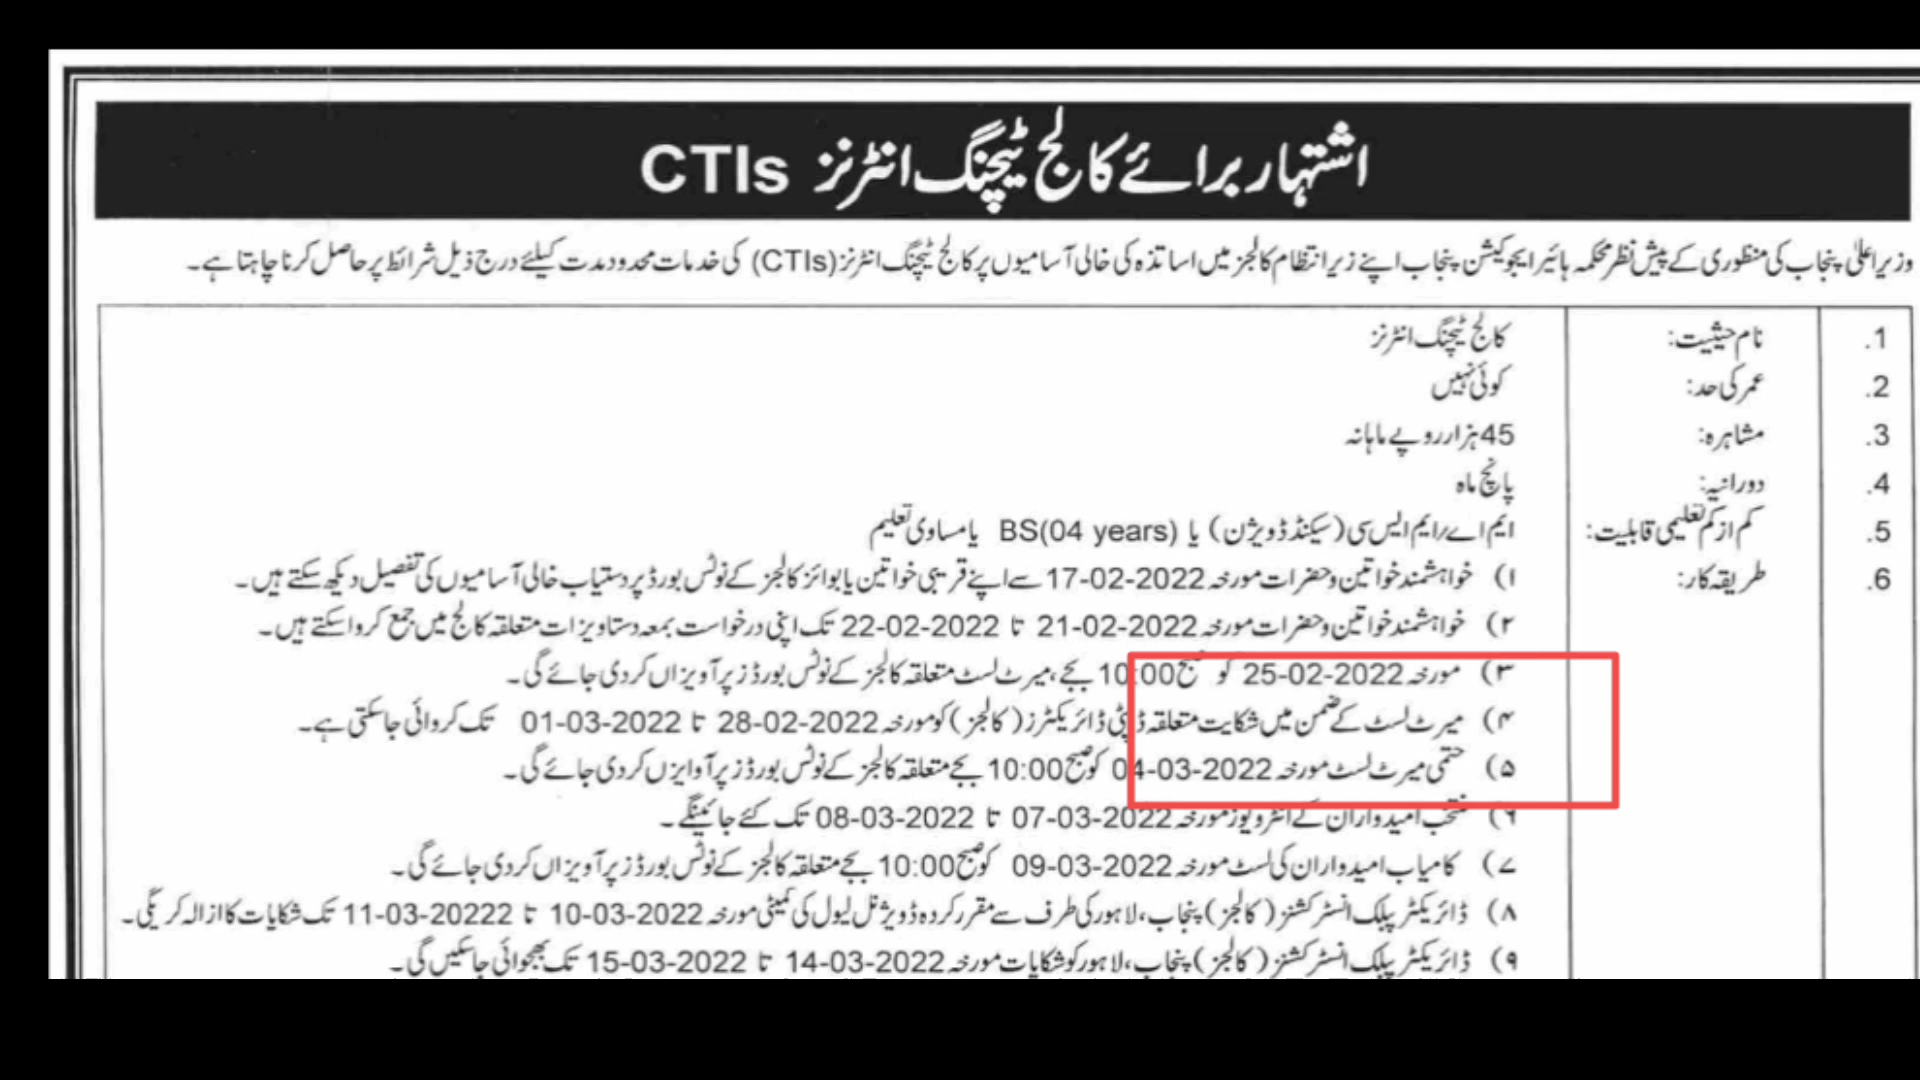 اشتہار برائے کالج ٹیچنگ انٹرنز CTIs
وزیراعلیٰ پنجاب کی منظوری کے پیش نظر محکمہ ہائیر ایجوکیشن پنجاب اپنے زیر انتظام کالجز میں اساتذہ کی خالی آسامیوں پر کالج ٹیچنگ انٹرنز (CTIs) کی خدمات محدود مدت کیلئے درج ذیل شرائط پر حاصل کرنا چاہتا ہے۔
1. نام حیثیت: کالج ٹیچنگ انٹرنز
2. عمر کی حد: کوئی نہیں
3. مشاہرہ: 45 ہزار روپے ماہانہ
4. دورانیہ: پانچ ماہ
5. کم از کم تعلیمی قابلیت: ایم اے/ایم ایس سی (سیکنڈ ڈویژن) یا BS(04 years) یا مساوی تعلیم
6. طریقہ کار: ۱) خواہشمند خواتین و حضرات مورخہ 17-02-2022 سے اپنے قریبی خواتین یا بوائز کالجز کے نوٹس بورڈ پر دستیاب خالی آسامیوں کی تفصیل دیکھ سکتے ہیں۔
۲) خواہشمند خواتین و حضرات مورخہ 21-02-2022 تا 22-02-2022 تک اپنی درخواست بمعہ دستاویزات متعلقہ کالج میں جمع کروا سکتے ہیں۔
۳) مورخہ 25-02-2022 کو صبح 10:00 بجے، میرٹ لسٹ متعلقہ کالجز کے نوٹس بورڈز پر آویزاں کر دی جائے گی۔
۴) میرٹ لسٹ کے ضمن میں شکایت متعلقہ ڈپٹی ڈائریکٹرز (کالجز) کو مورخہ 28-02-2022 تا 01-03-2022 تک کروائی جا سکتی ہے۔
۵) حتمی میرٹ لسٹ مورخہ 04-03-2022 کو صبح 10:00 بجے متعلقہ کالجز کے نوٹس بورڈز پر آوایزں کر دی جائے گی۔
۶) منتخب امیدواران کے انٹرویوز مورخہ 07-03-2022 تا 08-03-2022 تک کئے جائینگے۔
۷) کامیاب امیدواران کی لسٹ مورخہ 09-03-2022 کو صبح 10:00 بجے متعلقہ کالجز کے نوٹس بورڈز پر آویزاں کر دی جائے گی۔
۸) ڈائریکٹر پبلک انسٹرکشنز (کالجز) پنجاب، لاہور کی طرف سے مقرر کردہ ڈویژنل لیول کی کمیٹی مورخہ 10-03-2022 تا 11-03-20222 تک شکایات کا ازالہ کریگی۔
۹) ڈائریکٹر پبلک انسٹرکشنز (کالجز) پنجاب، لاہور کو شکایات مورخہ 14-03-2022 تا 15-03-2022 تک بھجوائی جا سکیں گی۔